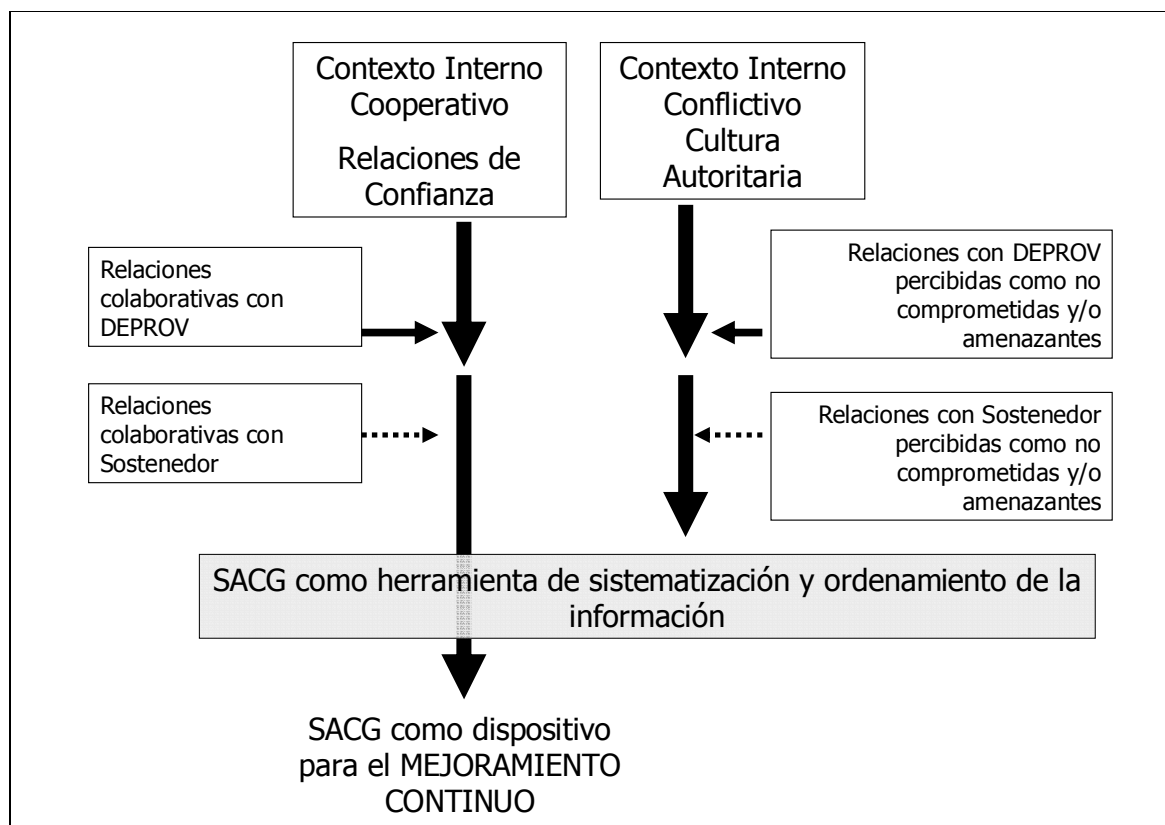 Contexto Interno
Cooperativo
Relaciones de
Confianza
Contexto Interno
Conflictivo
Cultura
Autoritaria
Relaciones
colaborativas con
DEPROV
Relaciones con DEPROV
percibidas como no
comprometidas y/o
amenazantes
Relaciones
colaborativas con
Sostenedor
Relaciones con Sostenedor
percibidas como no
comprometidas y/o
amenazantes
SACG como herramienta de sistematización y ordenamiento de la
información
SACG como dispositivo
para el MEJORAMIENTO
CONTINUO